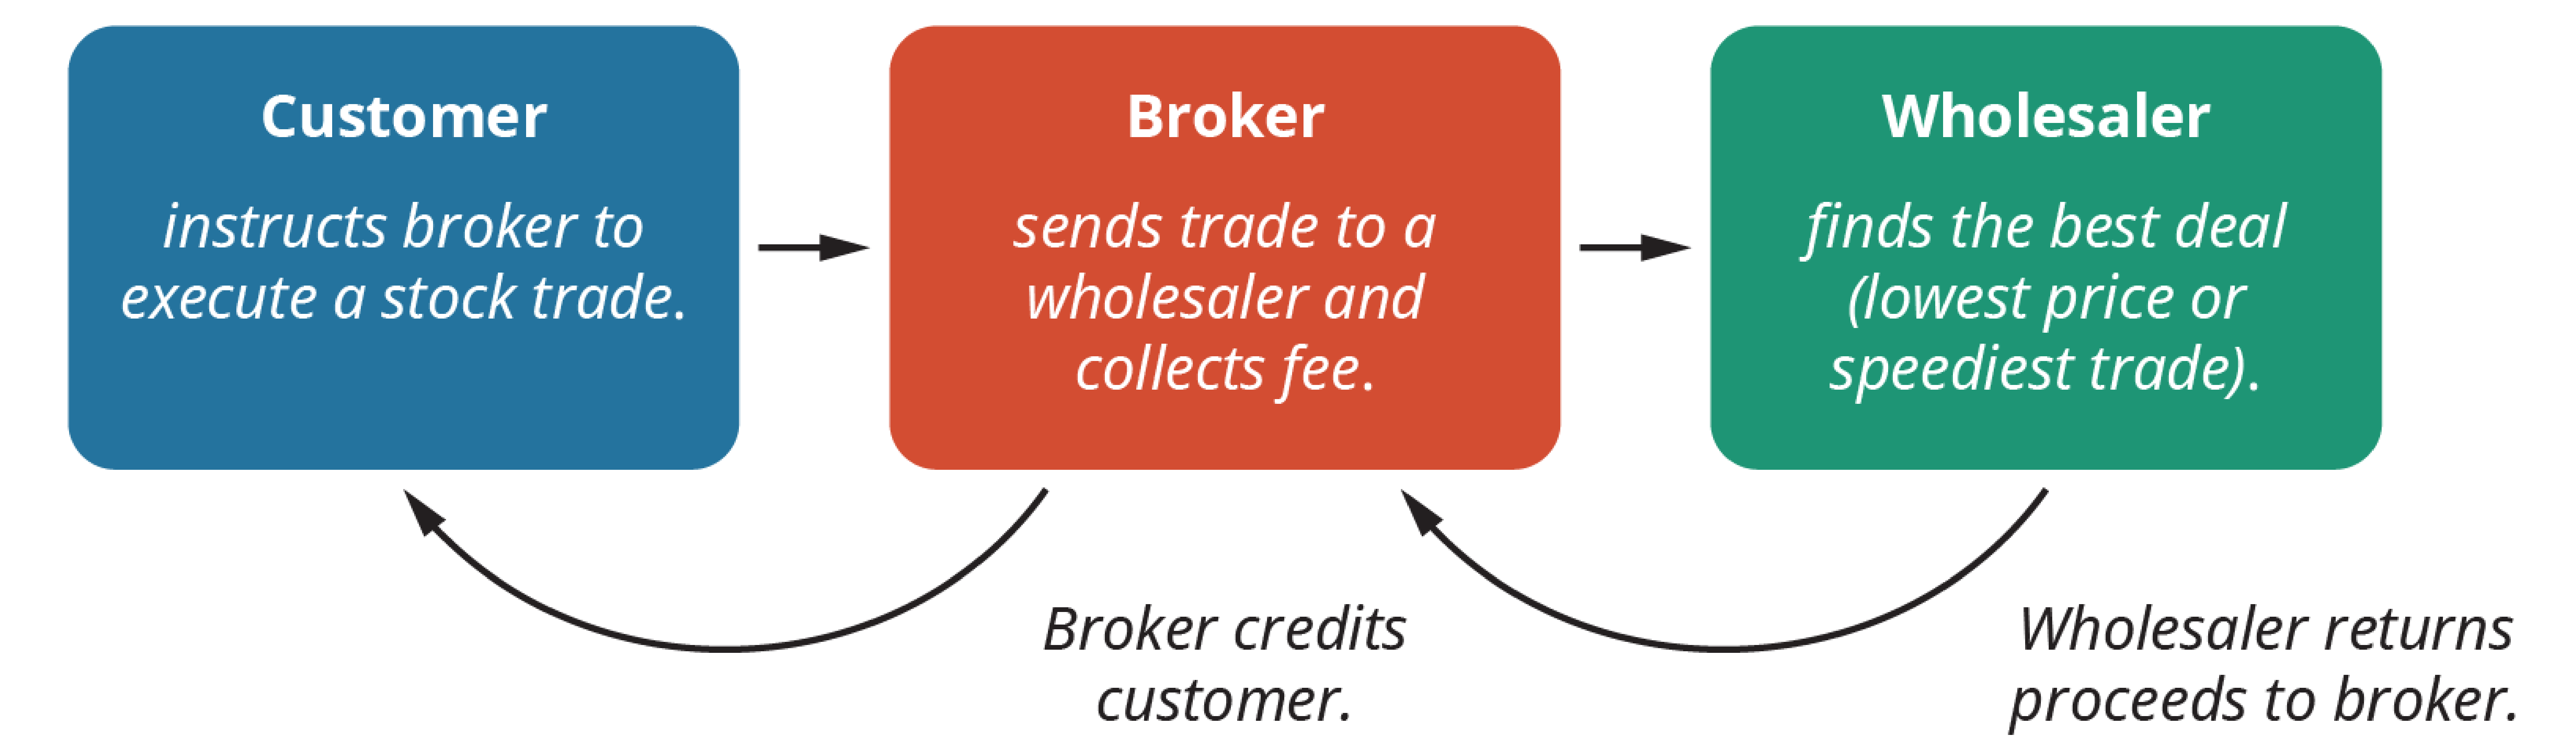 Customer
instructs broker to
execute a stock trade.
Broker
sends trade to a
wholesaler and
collects fee.
Wholesaler
finds the best deal
(lowest price or
speediest trade).
Broker credits
customer.
Wholesaler returns
proceeds to broker.